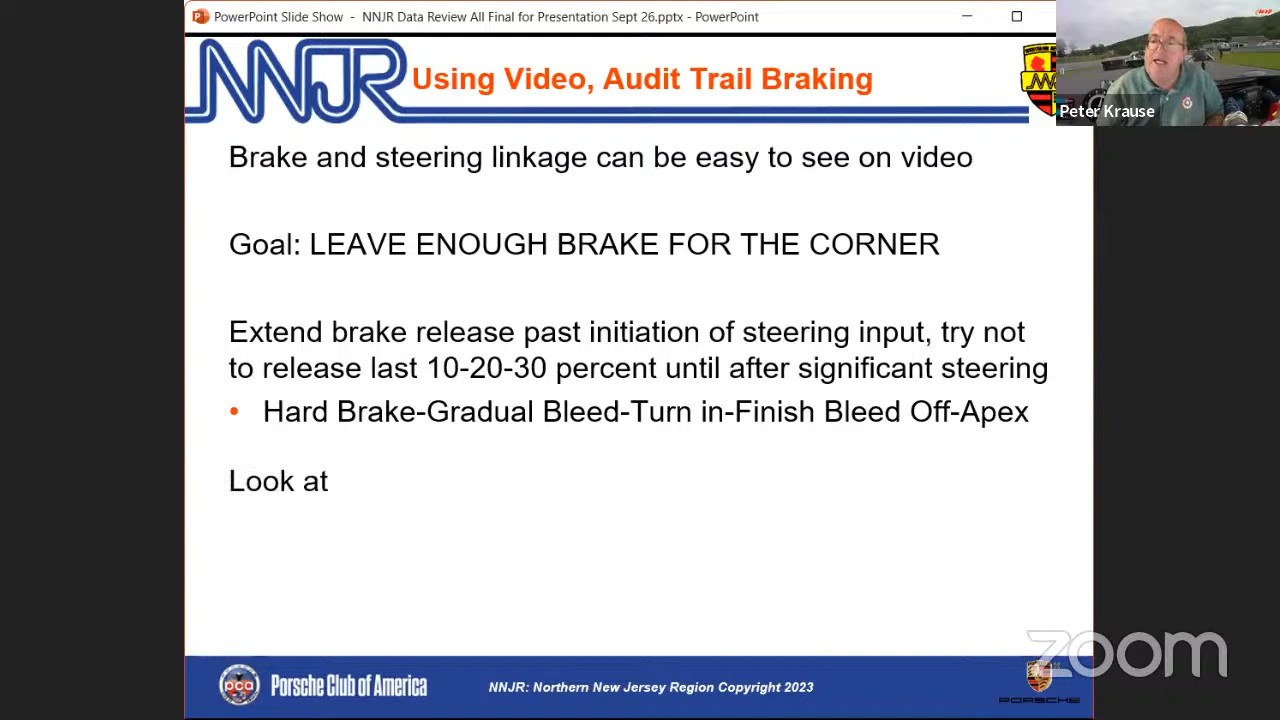 PowerPoint Slide Show - NNJR Data Review All Final for Presentation Sept 26.pptx - PowerPoint
NNJR
Using Video, Audit Trail Braking
Peter Krause
Brake and steering linkage can be easy to see on video
Goal: LEAVE ENOUGH BRAKE FOR THE CORNER
Extend brake release past initiation of steering input, try not
to release last 10-20-30 percent until after significant steering
• Hard Brake-Gradual Bleed-Turn in-Finish Bleed Off-Apex
Look at
zoom
pca
Porsche Club of America
NNJR: Northern New Jersey Region Copyright 2023
PORSCHE